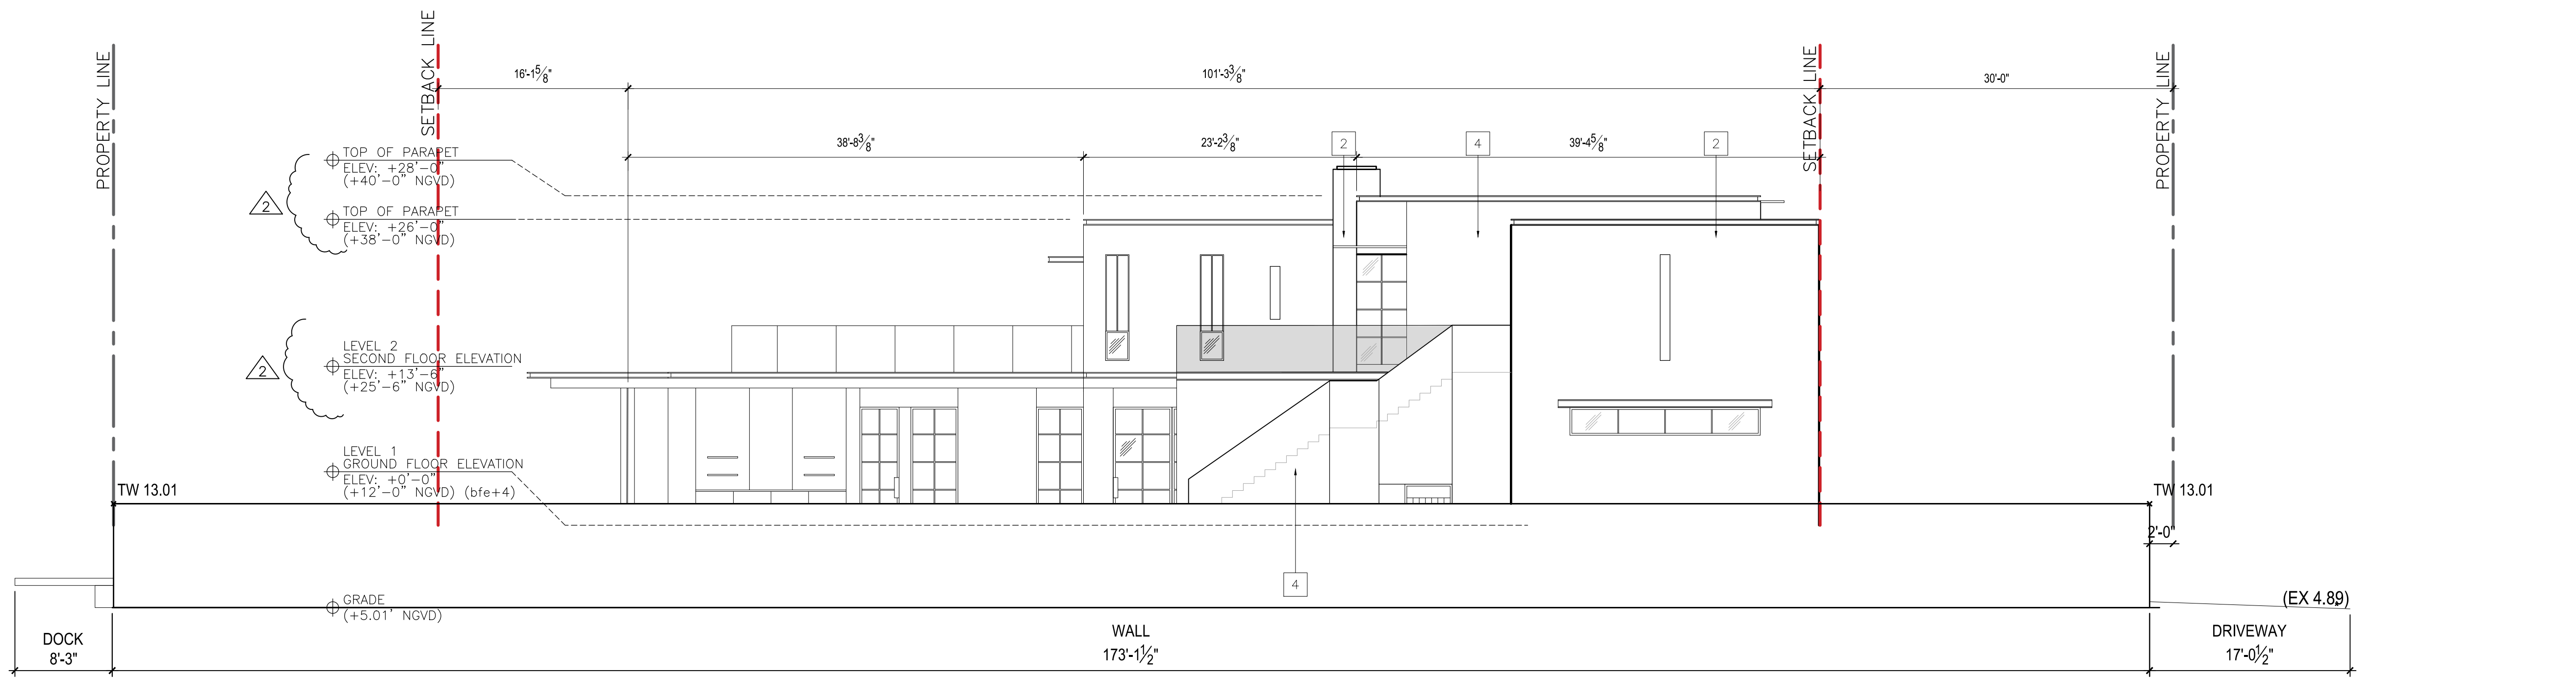 PROPERTY LINE
SETBACK LINE
16'-1 5/8"
101'-3 3/8"
SETBACK LINE
30'-0"
PROPERTY LINE
38'-8 3/8"
23'-2 3/8"
2
4
39'-4 5/8"
2
TOP OF PARAPET
ELEV: +28'-0"
(+40'-0" NGVD)
2
TOP OF PARAPET
ELEV: +26'-0"
(+38'-0" NGVD)
LEVEL 2
SECOND FLOOR ELEVATION
2
ELEV: +13'-6"
(+25'-6" NGVD)
LEVEL 1
GROUND FLOOR ELEVATION
ELEV: +0'-0"
(+12'-0" NGVD) (bfe+4)
TW 13.01
TW 13.01
2'-0"
4
GRADE
(+5.01' NGVD)
(EX 4.89)
DOCK
8'-3"
WALL
173'-1 1/2"
DRIVEWAY
17'-0 1/2"